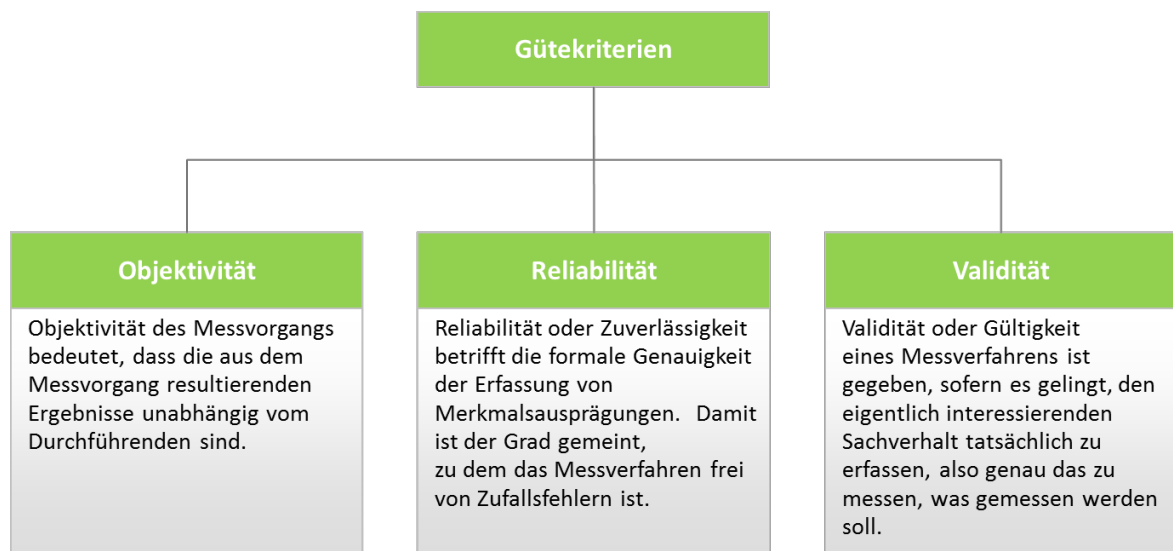 Gütekriterien
Objektivität
Objektivität des Messvorgangs
bedeutet, dass die aus dem
Messvorgang resultierenden
Ergebnisse unabhängig vom
Durchführenden sind.
Reliabilität
Reliabilität oder Zuverlässigkeit
betrifft die formale Genauigkeit
der Erfassung von
Merkmalsausprägungen. Damit
ist der Grad gemeint,
zu dem das Messverfahren frei
von Zufallsfehlern ist.
Validität
Validität oder Gültigkeit
eines Messverfahrens ist
gegeben, sofern es gelingt, den
eigentlich interessierenden
Sachverhalt tatsächlich zu
erfassen, also genau das zu
messen, was gemessen werden
soll.